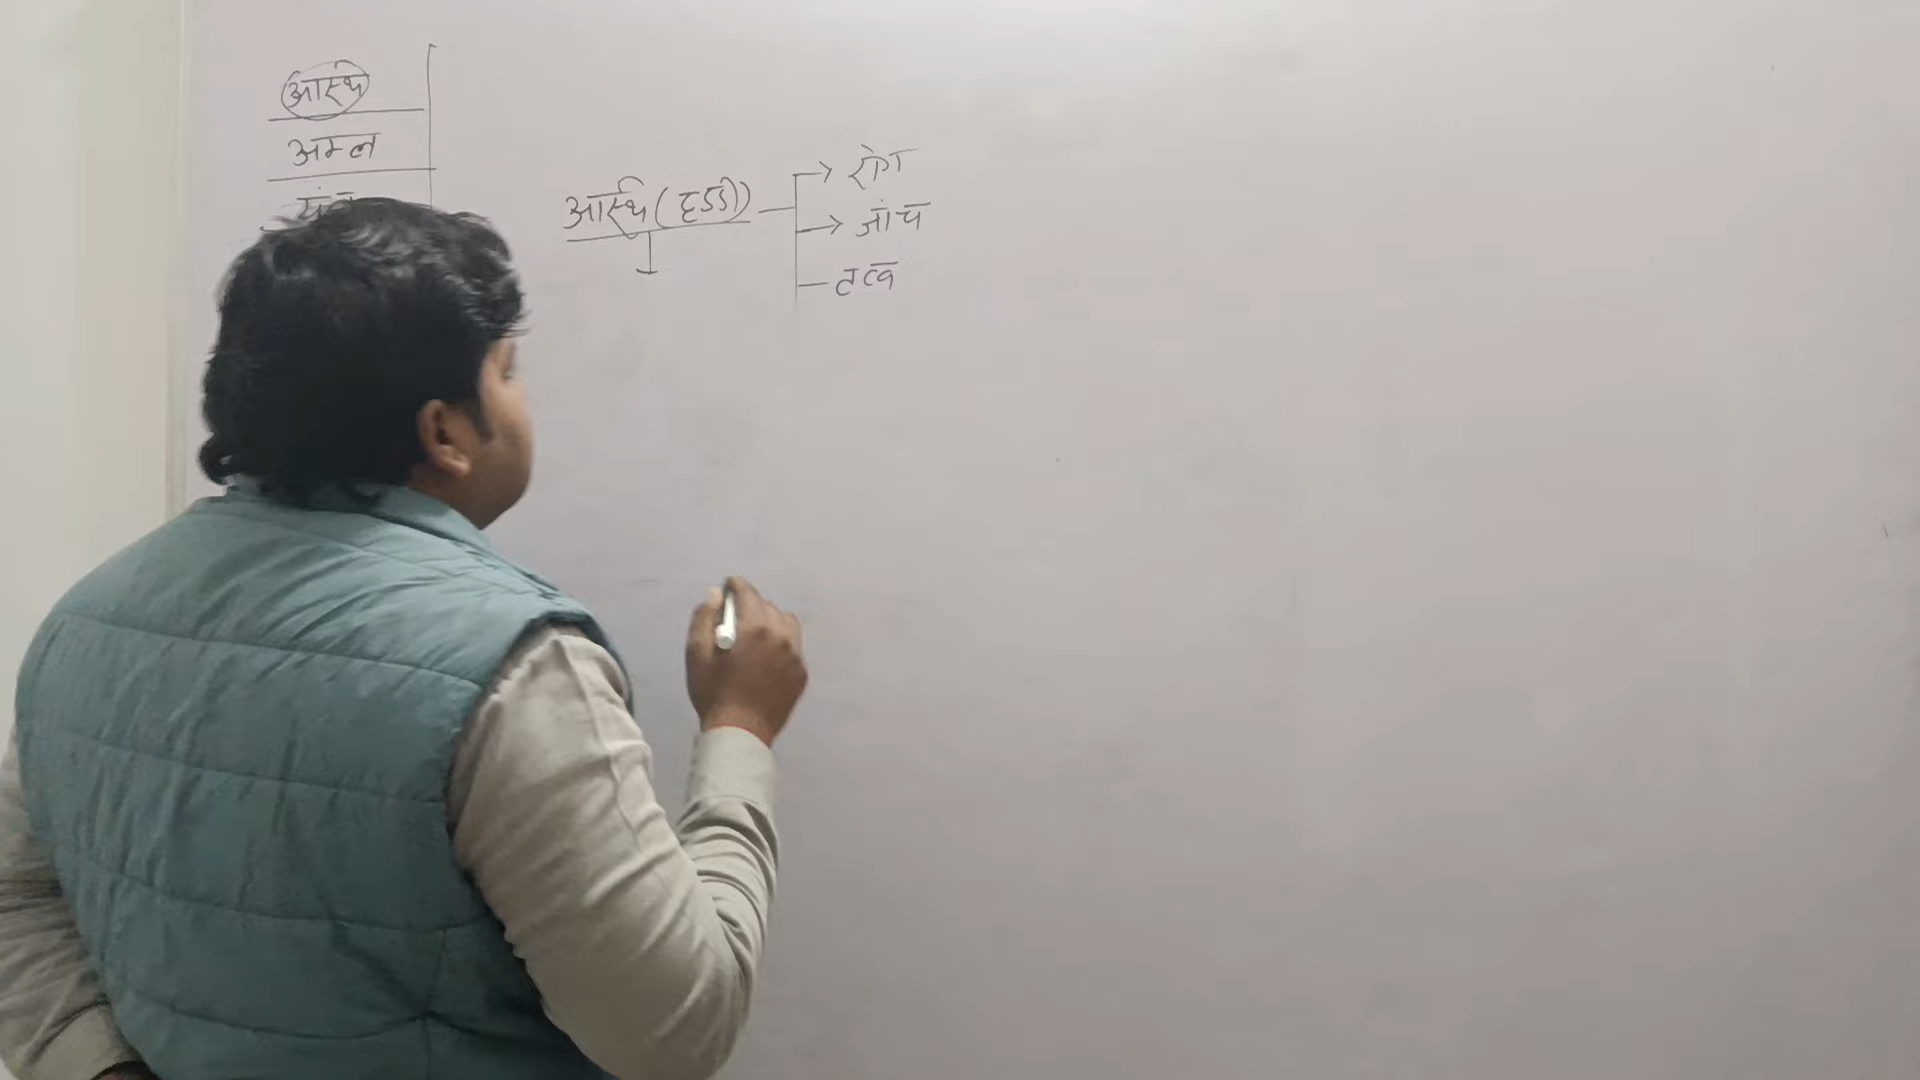 अस्थि
अम्ल
अस्थि (हड्डी)
रोग
जांच
तत्व